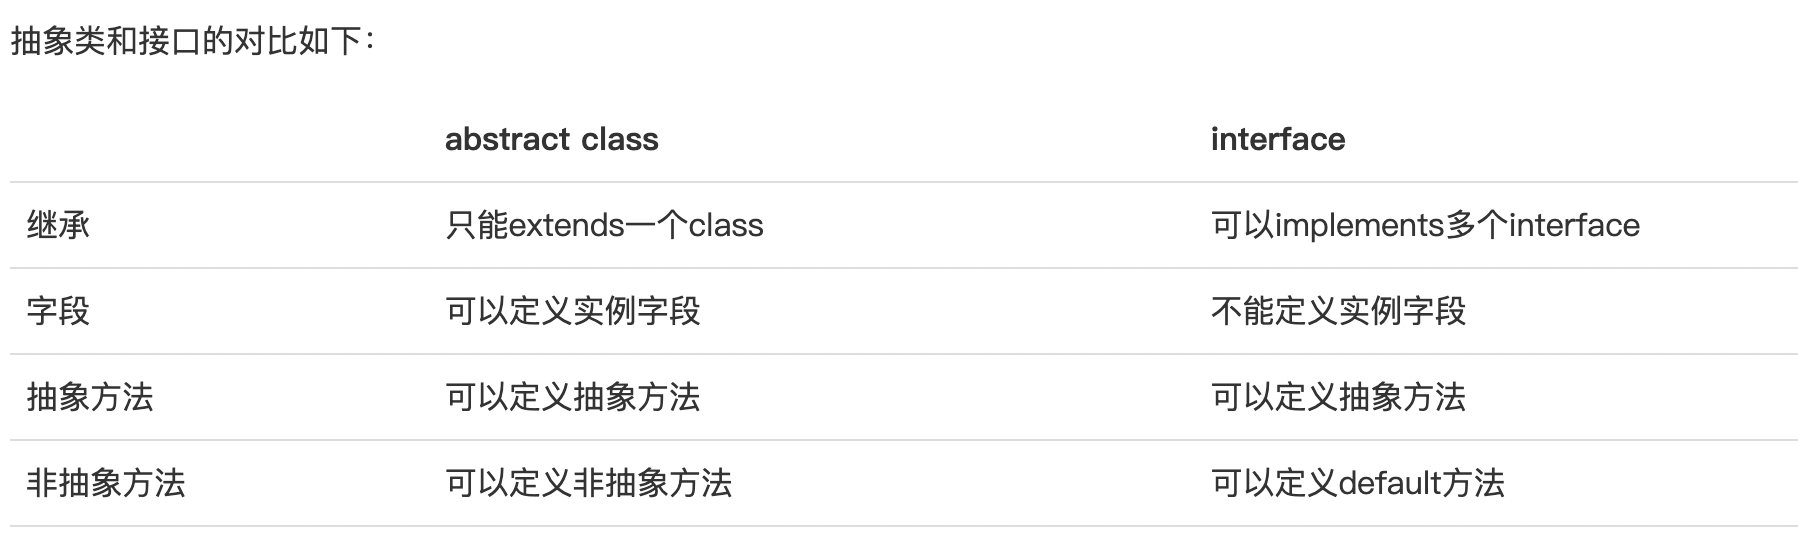 抽象类和接口的对比如下：
abstract class interface
继承 只能extends一个class 可以implements多个interface
字段 可以定义实例字段 不能定义实例字段
抽象方法 可以定义抽象方法 可以定义抽象方法
非抽象方法 可以定义非抽象方法 可以定义default方法